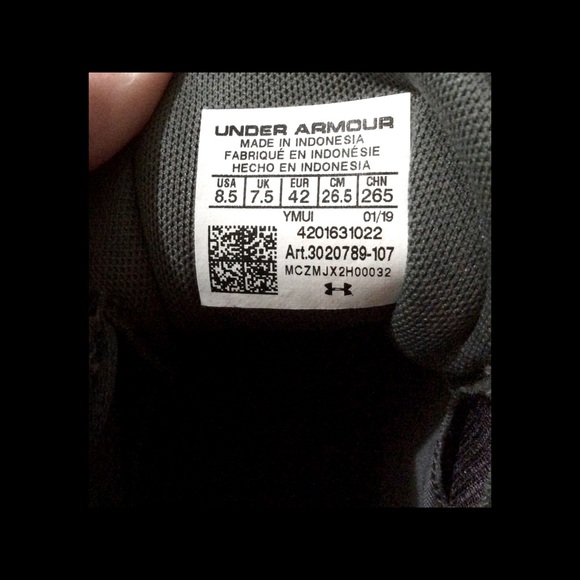 UNDER ARMOUR
MADE IN INDONESIA
FABRIQUÉ EN INDONÉSIE
HECHO EN INDONESIA
USA UK EUR CM CHN
8.5 7.5 42 26.5 265
YMUI 01/19
4201631022
Art.3020789-107
MCZMJX2H00032